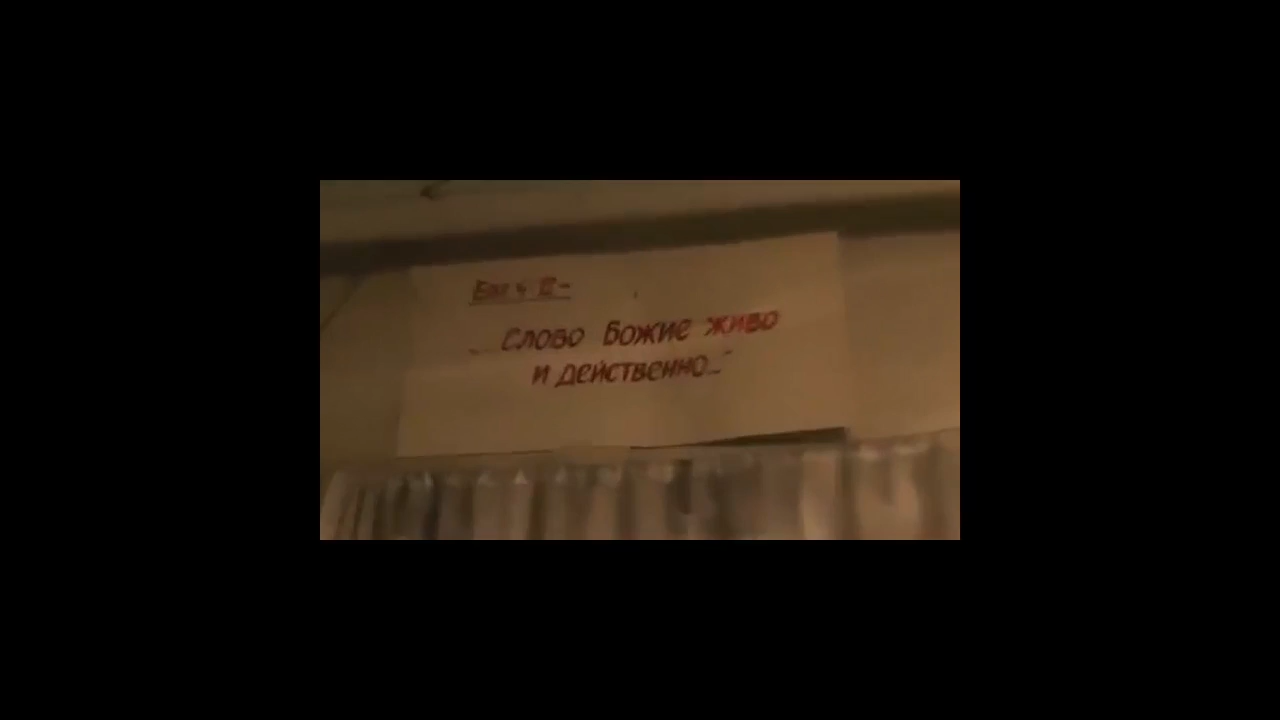 „...слово Божие живо
и действенно..."